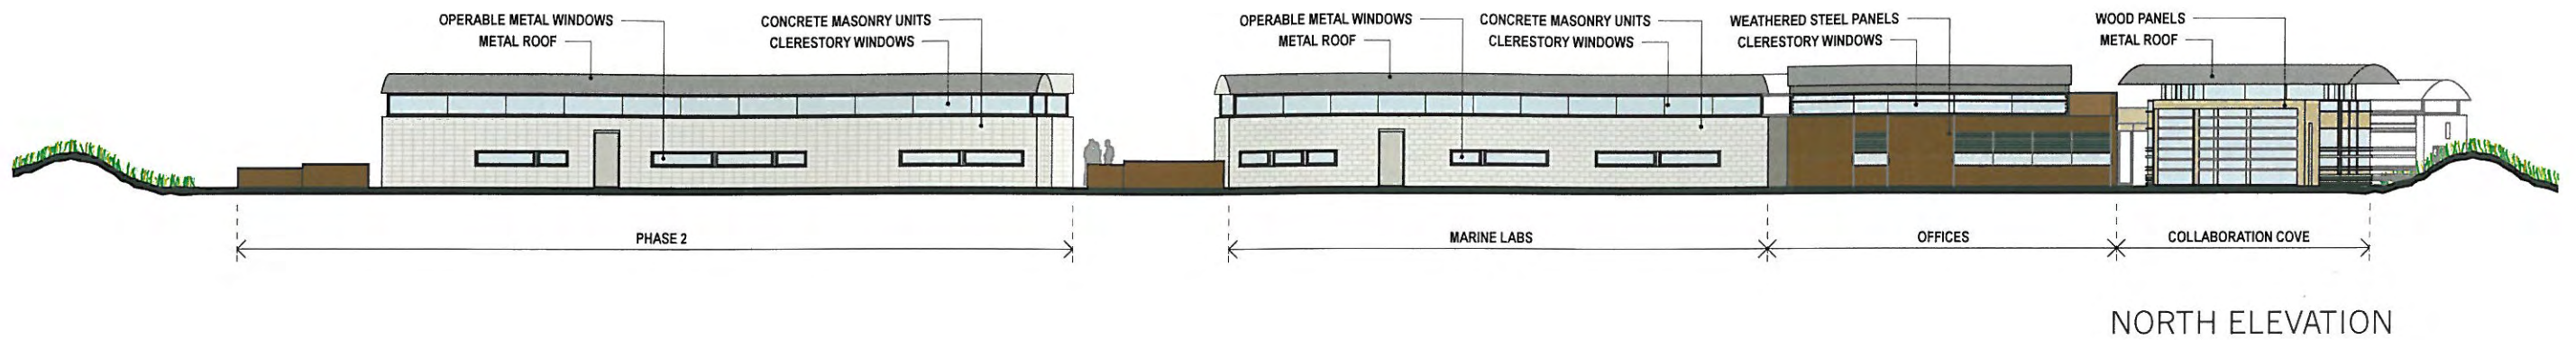 OPERABLE METAL WINDOWS
METAL ROOF
CONCRETE MASONRY UNITS
CLERESTORY WINDOWS
OPERABLE METAL WINDOWS
METAL ROOF
CONCRETE MASONRY UNITS
CLERESTORY WINDOWS
WEATHERED STEEL PANELS
CLERESTORY WINDOWS
WOOD PANELS
METAL ROOF
PHASE 2
MARINE LABS
OFFICES
COLLABORATION COVE
NORTH ELEVATION